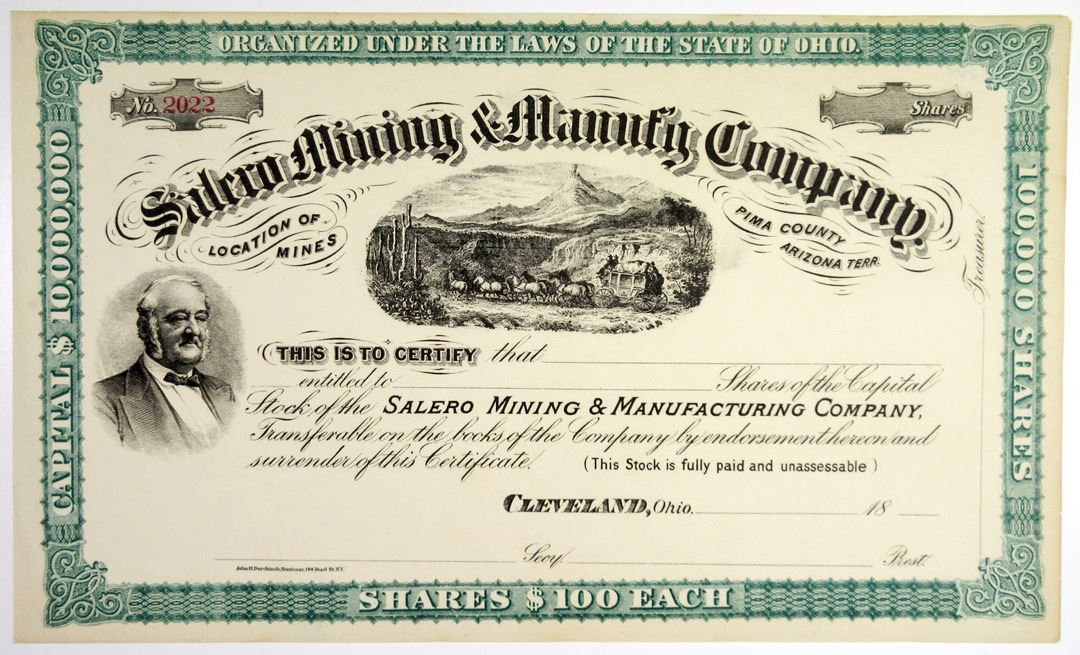 ORGANIZED UNDER THE LAWS OF THE STATE OF OHIO.
No. 2022
Shares
Salero Mining & Manufg Company.
LOCATION OF MINES
PIMA COUNTY ARIZONA TERR.
CAPITAL $10,000,000
100,000 SHARES
Treasurer.
THIS IS TO CERTIFY that
entitled to Shares of the Capital
Stock of the SALERO MINING & MANUFACTURING COMPANY,
Transferable on the books of the Company by endorsement hereon and
surrender of this Certificate. (This Stock is fully paid and unassessable)
CLEVELAND, Ohio. 18
Secy. Prest.
SHARES $100 EACH